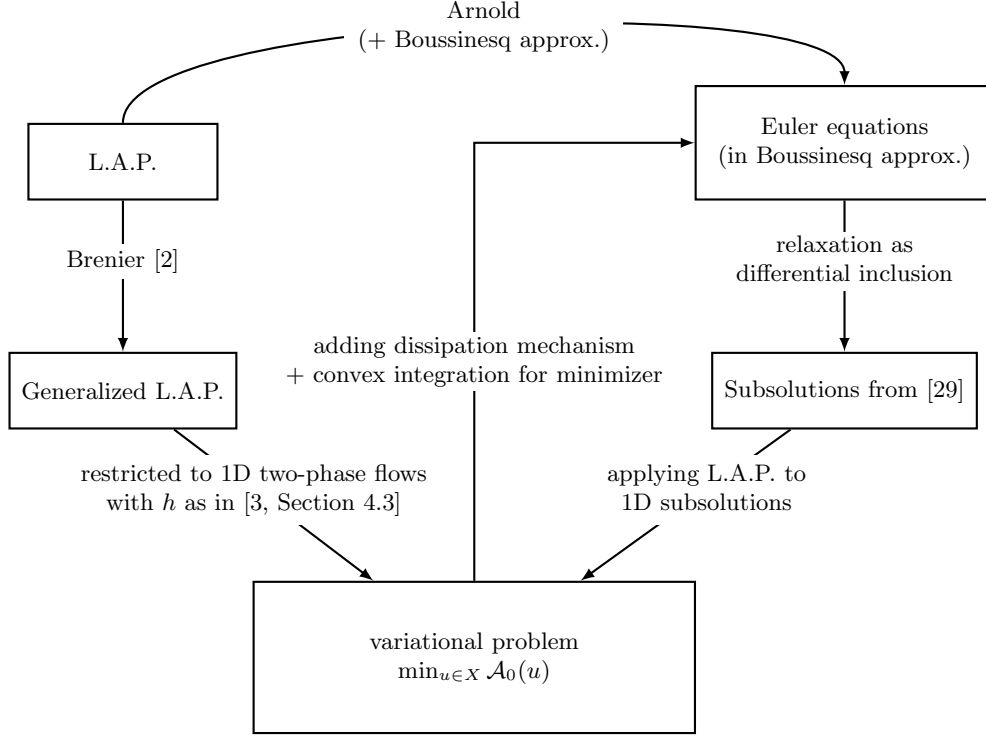 Arnold
(+ Boussinesq approx.)
L.A.P.
Euler equations
(in Boussinesq approx.)
Brenier [2]
relaxation as
differential inclusion
adding dissipation mechanism
+ convex integration for minimizer
Generalized L.A.P.
Subsolutions from [29]
restricted to 1D two-phase flows
with h as in [3, Section 4.3]
applying L.A.P. to
1D subsolutions
variational problem
min_{u∈X} 𝒜₀(u)